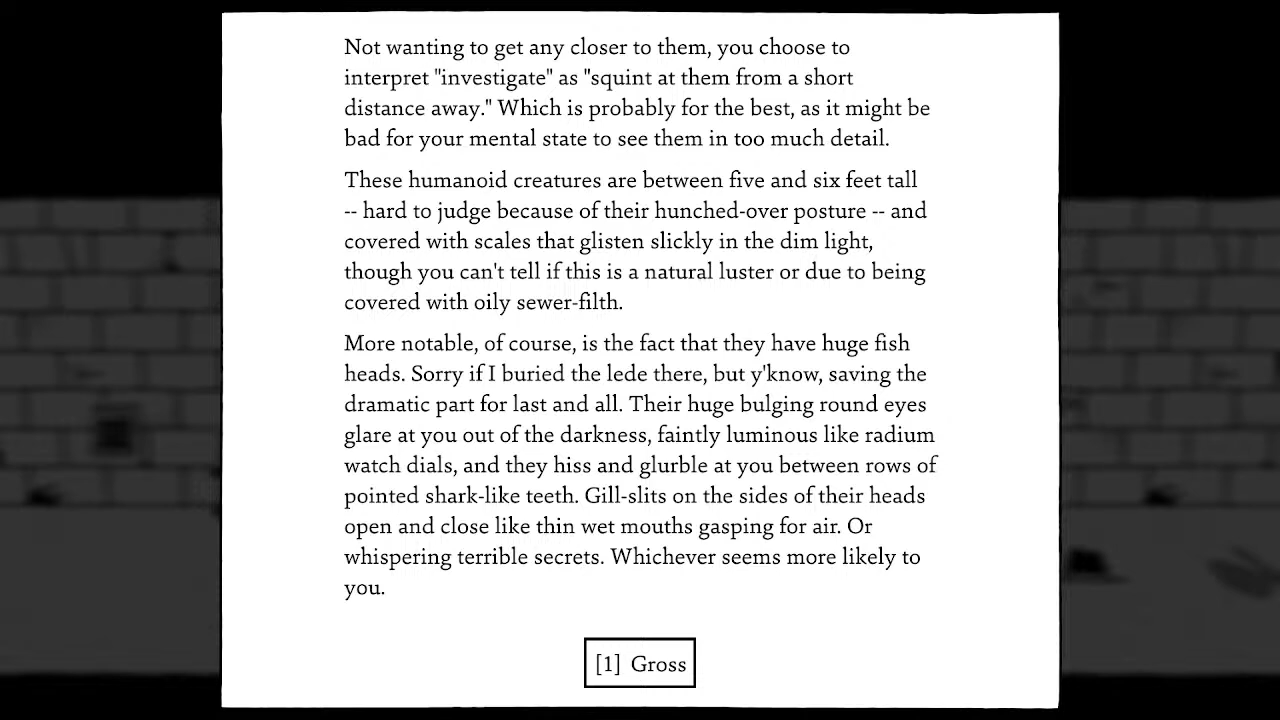 Not wanting to get any closer to them, you choose to
interpret "investigate" as "squint at them from a short
distance away." Which is probably for the best, as it might be
bad for your mental state to see them in too much detail.
These humanoid creatures are between five and six feet tall
-- hard to judge because of their hunched-over posture -- and
covered with scales that glisten slickly in the dim light,
though you can't tell if this is a natural luster or due to being
covered with oily sewer-filth.
More notable, of course, is the fact that they have huge fish
heads. Sorry if I buried the lede there, but y'know, saving the
dramatic part for last and all. Their huge bulging round eyes
glare at you out of the darkness, faintly luminous like radium
watch dials, and they hiss and glurble at you between rows of
pointed shark-like teeth. Gill-slits on the sides of their heads
open and close like thin wet mouths gasping for air. Or
whispering terrible secrets. Whichever seems more likely to
you.
[1] Gross